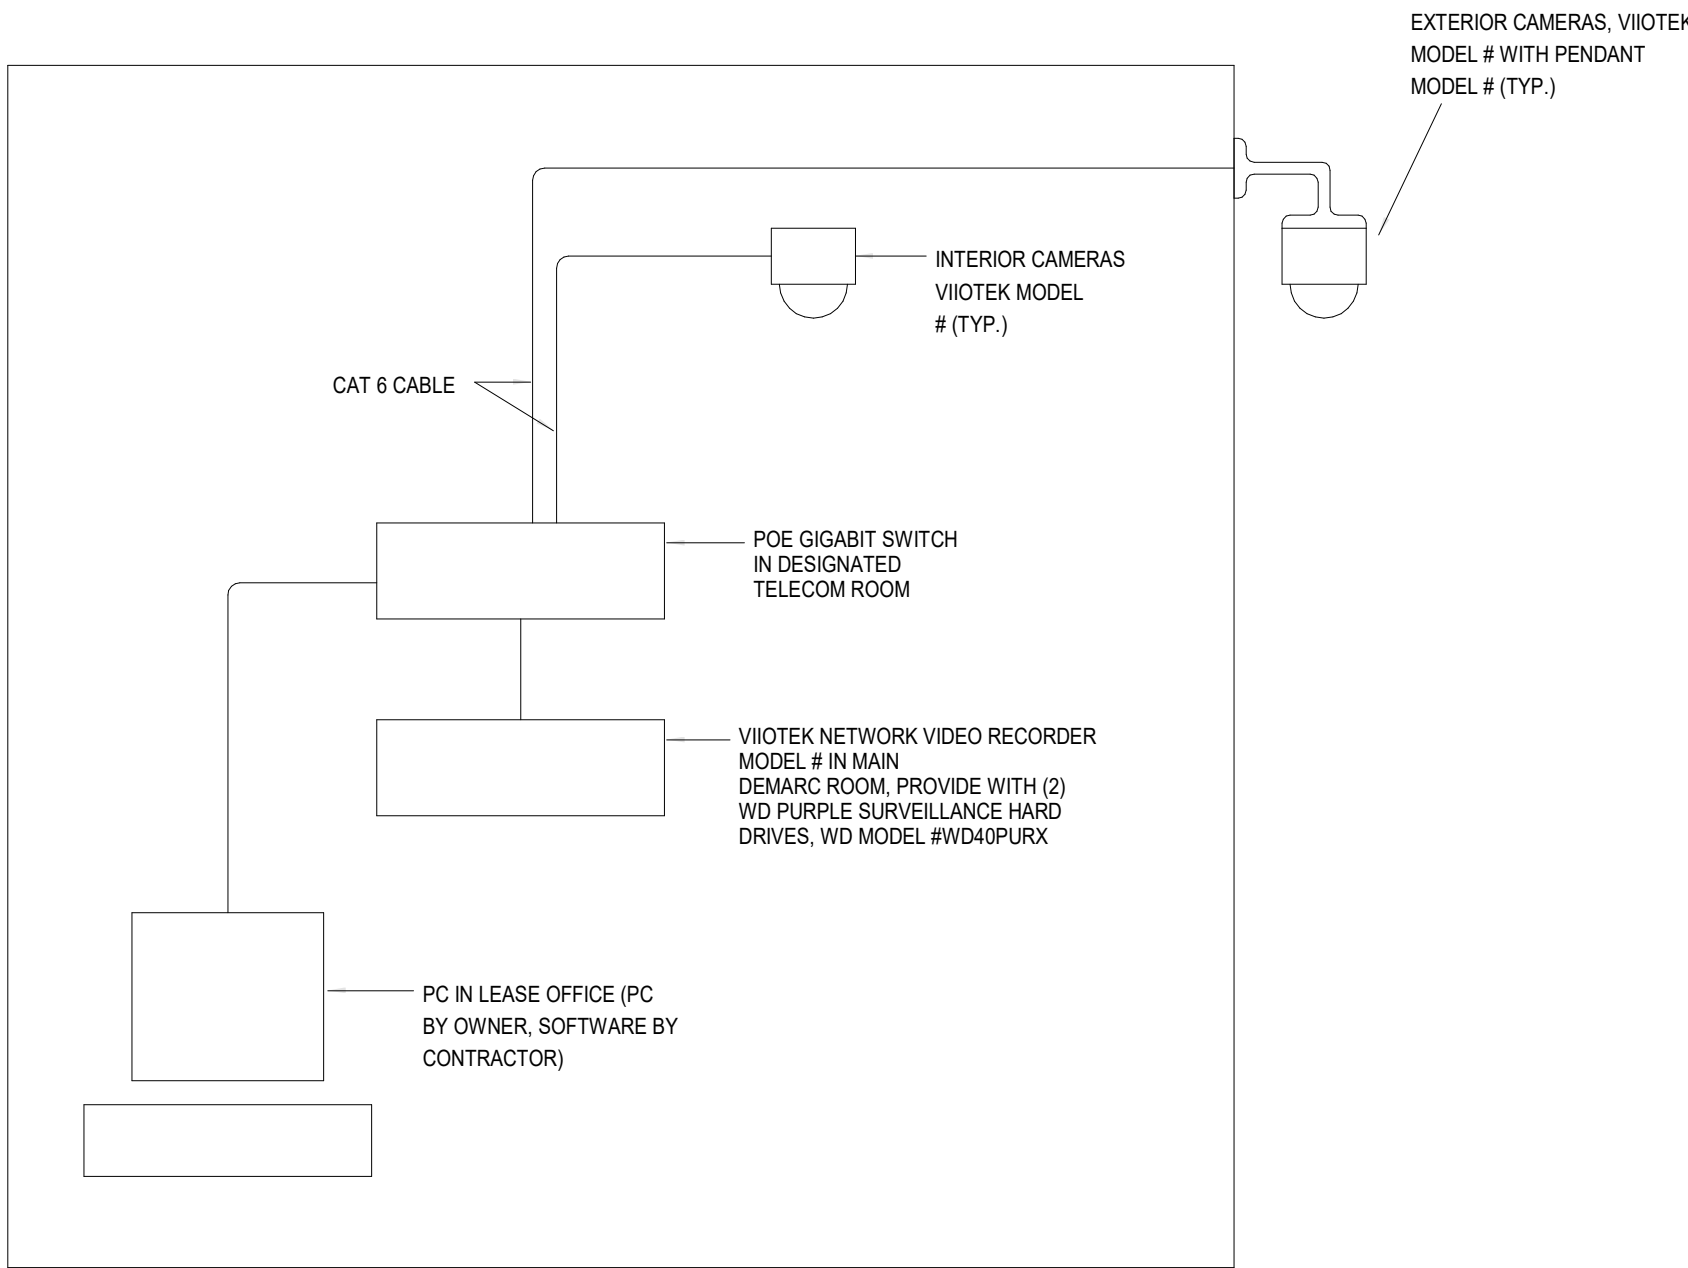 EXTERIOR CAMERAS, VIIOTEK
MODEL # WITH PENDANT
MODEL # (TYP.)
INTERIOR CAMERAS
VIIOTEK MODEL
# (TYP.)
CAT 6 CABLE
POE GIGABIT SWITCH
IN DESIGNATED
TELECOM ROOM
VIIOTEK NETWORK VIDEO RECORDER
MODEL # IN MAIN
DEMARC ROOM, PROVIDE WITH (2)
WD PURPLE SURVEILLANCE HARD
DRIVES, WD MODEL #WD40PURX
PC IN LEASE OFFICE (PC
BY OWNER, SOFTWARE BY
CONTRACTOR)